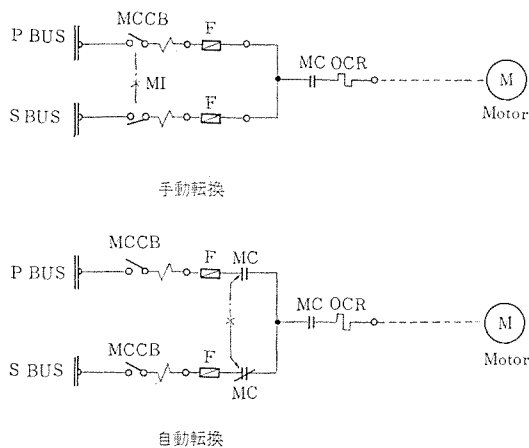 MCCB
P BUS
F
MC OCR
MI
M
F
Motor
S BUS
手動転換
MCCB
F
MC
P BUS
MC OCR
M
MCCB
F
Motor
S BUS
MC
自動転換